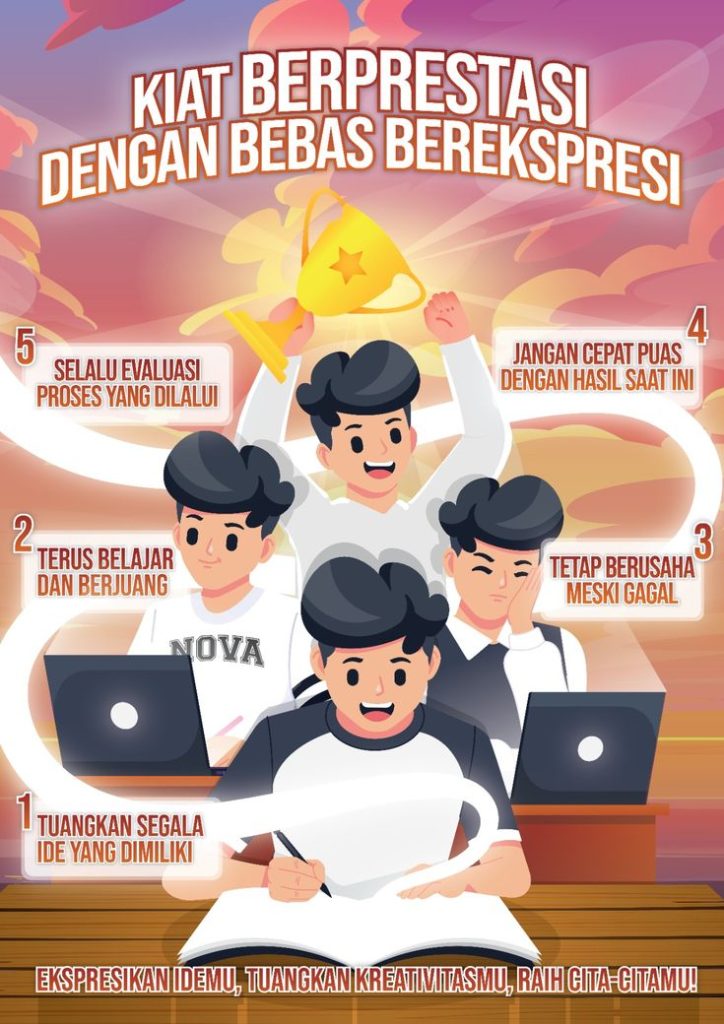 KIAT BERPRESTASI
DENGAN BEBAS BEREKSPRESI
5
SELALU EVALUASI
PROSES YANG DILALUI
4
JANGAN CEPAT PUAS
DENGAN HASIL SAAT INI
2
TERUS BELAJAR
DAN BERJUANG
3
TETAP BERUSAHA
MESKI GAGAL
NOVA
1
TUANGKAN SEGALA
IDE YANG DIMILIKI
EKSPRESIKAN IDEMU, TUANGKAN KREATIVITASMU, RAIH CITA-CITAMU!